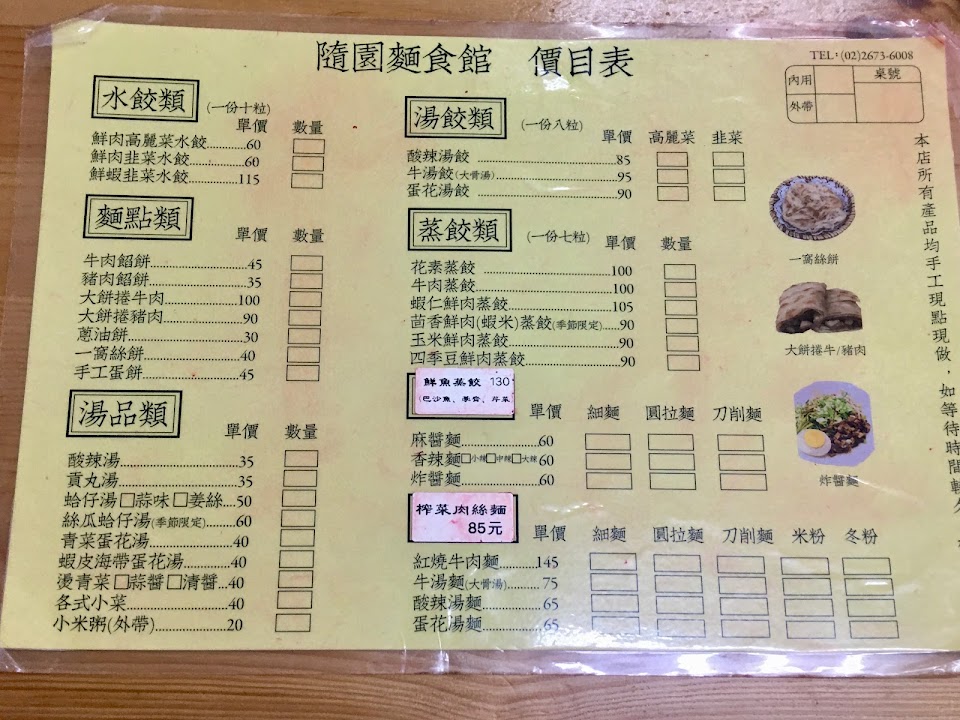 隨園麵食館 價目表
TEL:(02)2673-6008
內用 桌號
外帶
水餃類 (一份十粒)
單價 數量
鮮肉高麗菜水餃.........60
鮮肉韭菜水餃............60
鮮蝦韭菜水餃............115
麵點類
單價 數量
牛肉餡餅....................45
豬肉餡餅....................35
大餅捲牛肉...............100
大餅捲豬肉...............90
蔥油餅........................30
一窩絲餅....................40
手工蛋餅....................45
湯品類
單價 數量
酸辣湯........................35
貢丸湯........................35
蛤仔湯□蒜味□姜絲....50
絲瓜蛤仔湯(季節限定).......60
青菜蛋花湯.................40
蝦皮海帶蛋花湯..........40
燙青菜□蒜醬□清醬...40
各式小菜....................40
小米粥(外帶)..............20
湯餃類 (一份八粒)
單價 高麗菜 韭菜
酸辣湯餃....................85
牛湯餃(大骨湯)..........95
蛋花湯餃....................90
蒸餃類 (一份七粒)
單價 數量
花素蒸餃....................100
牛肉蒸餃....................100
蝦仁鮮肉蒸餃............105
茴香鮮肉(蝦米)蒸餃(季節限定)....90
玉米鮮肉蒸餃............90
四季豆鮮肉蒸餃........90
鮮魚蒸餃 130
單價 細麵 圓拉麵 刀削麵
麻醬麵........................60
香辣麵□小辣□中辣□大辣 60
炸醬麵........................60
榨菜肉絲麵
85元
單價 細麵 圓拉麵 刀削麵 米粉 冬粉
紅燒牛肉麵...............145
牛湯麵(大骨湯)..........75
酸辣湯麵....................65
蛋花湯麵....................65
一窩絲餅
大餅捲牛/豬肉
炸醬麵
本店所有產品均手工現點現做，如等待時間